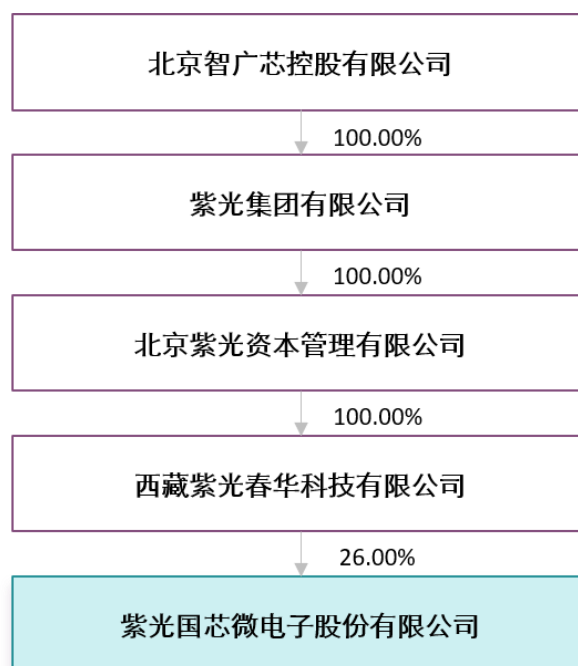 北京智广芯控股有限公司
100.00%
紫光集团有限公司
100.00%
北京紫光资本管理有限公司
100.00%
西藏紫光春华科技有限公司
26.00%
紫光国芯微电子股份有限公司